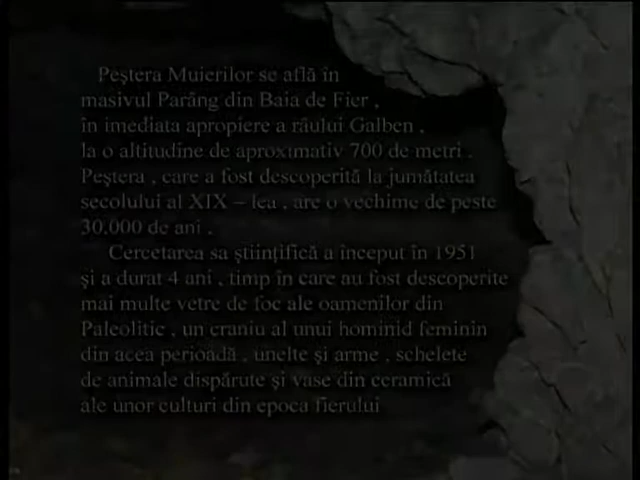 Peştera Muierilor se află în
masivul Parâng din Baia de Fier ,
în imediata apropiere a râului Galben ,
la o altitudine de aproximativ 700 de metri .
Peştera , care a fost descoperită la jumătatea
secolului al XIX – lea , are o vechime de peste
30.000 de ani .
Cercetarea sa ştiinţifică a început în 1951
şi a durat 4 ani , timp în care au fost descoperite
mai multe vetre de foc ale oamenilor din
Paleolitic , un craniu al unui hominid feminin
din acea perioadă , unelte şi arme , schelete
de animale dispărute şi vase din ceramică
ale unor culturi din epoca fierului